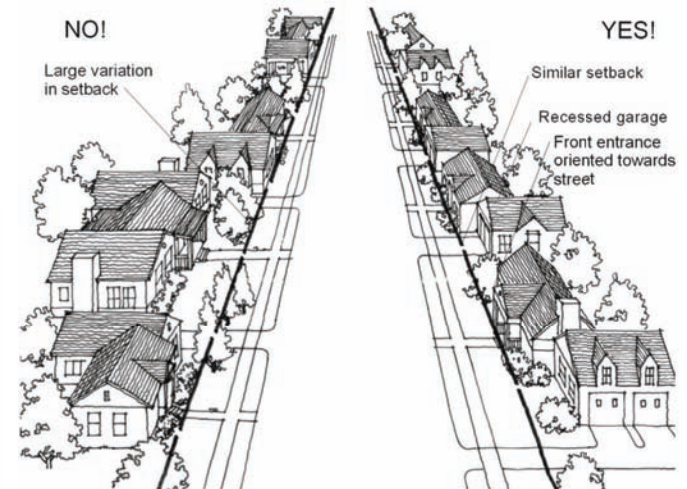 NO!
Large variation
in setback
YES!
Similar setback
Recessed garage
Front entrance
oriented towards
street